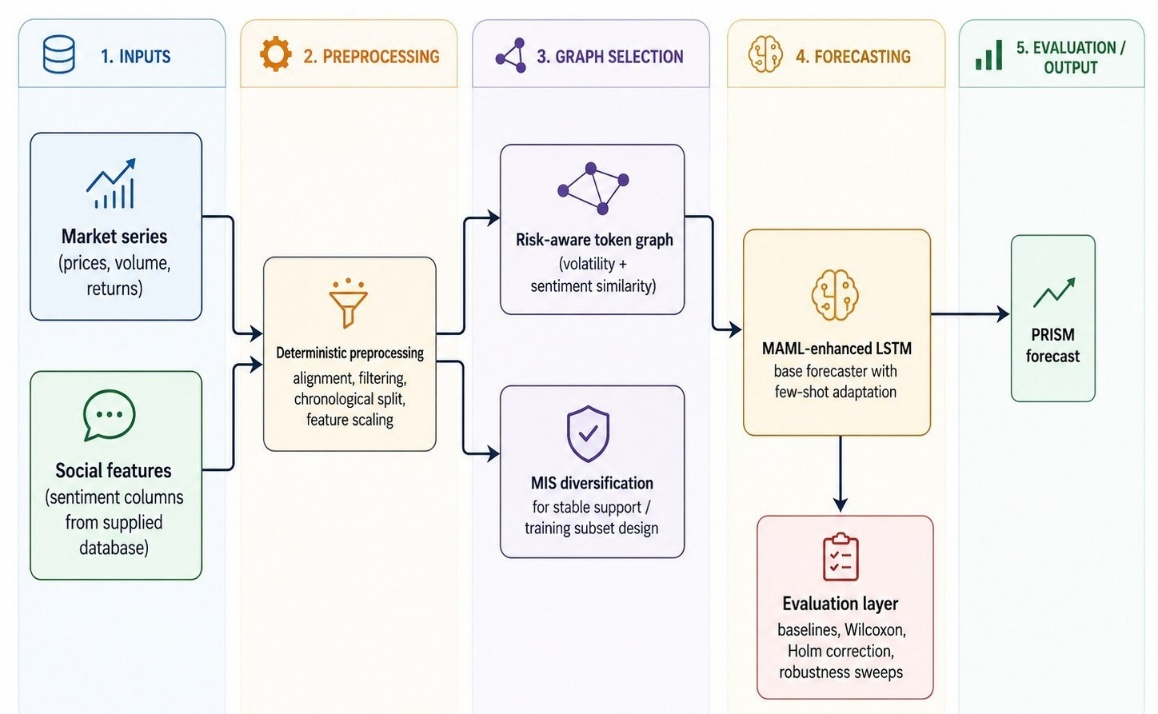 1. INPUTS
2. PREPROCESSING
3. GRAPH SELECTION
4. FORECASTING
5. EVALUATION /
OUTPUT
Market series
(prices, volume,
returns)
Social features
(sentiment columns
from supplied
database)
Deterministic preprocessing
alignment, filtering,
chronological split,
feature scaling
Risk-aware token graph
(volatility +
sentiment similarity)
MIS diversification
for stable support /
training subset design
MAML-enhanced LSTM
base forecaster with
few-shot adaptation
Evaluation layer
baselines, Wilcoxon,
Holm correction,
robustness sweeps
PRISM
forecast